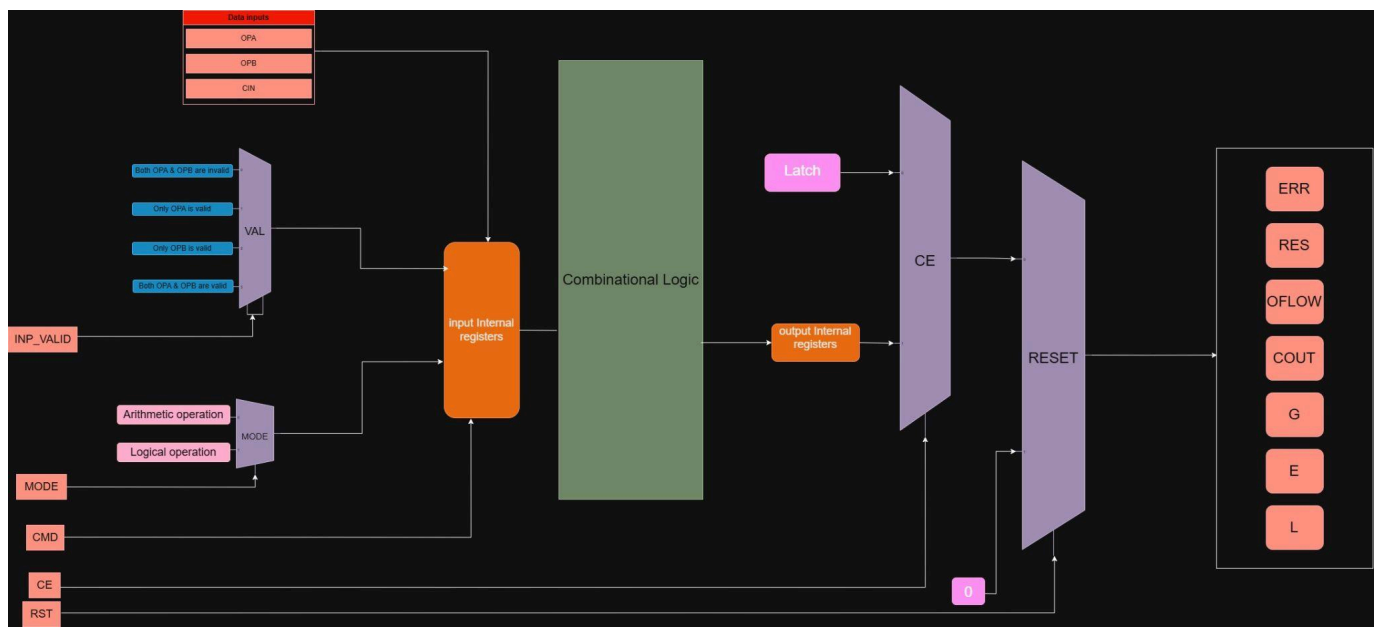 Data inputs
OPA
OPB
CIN
Both OPA & OPB are invalid
Only OPA is valid
Only OPB is valid
Both OPA & OPB are valid
VAL
INP_VALID
Arithmetic operation
Logical operation
MODE
MODE
CMD
CE
RST
input Internal
registers
Combinational Logic
Latch
output Internal
registers
CE
RESET
0
ERR
RES
OFLOW
COUT
G
E
L